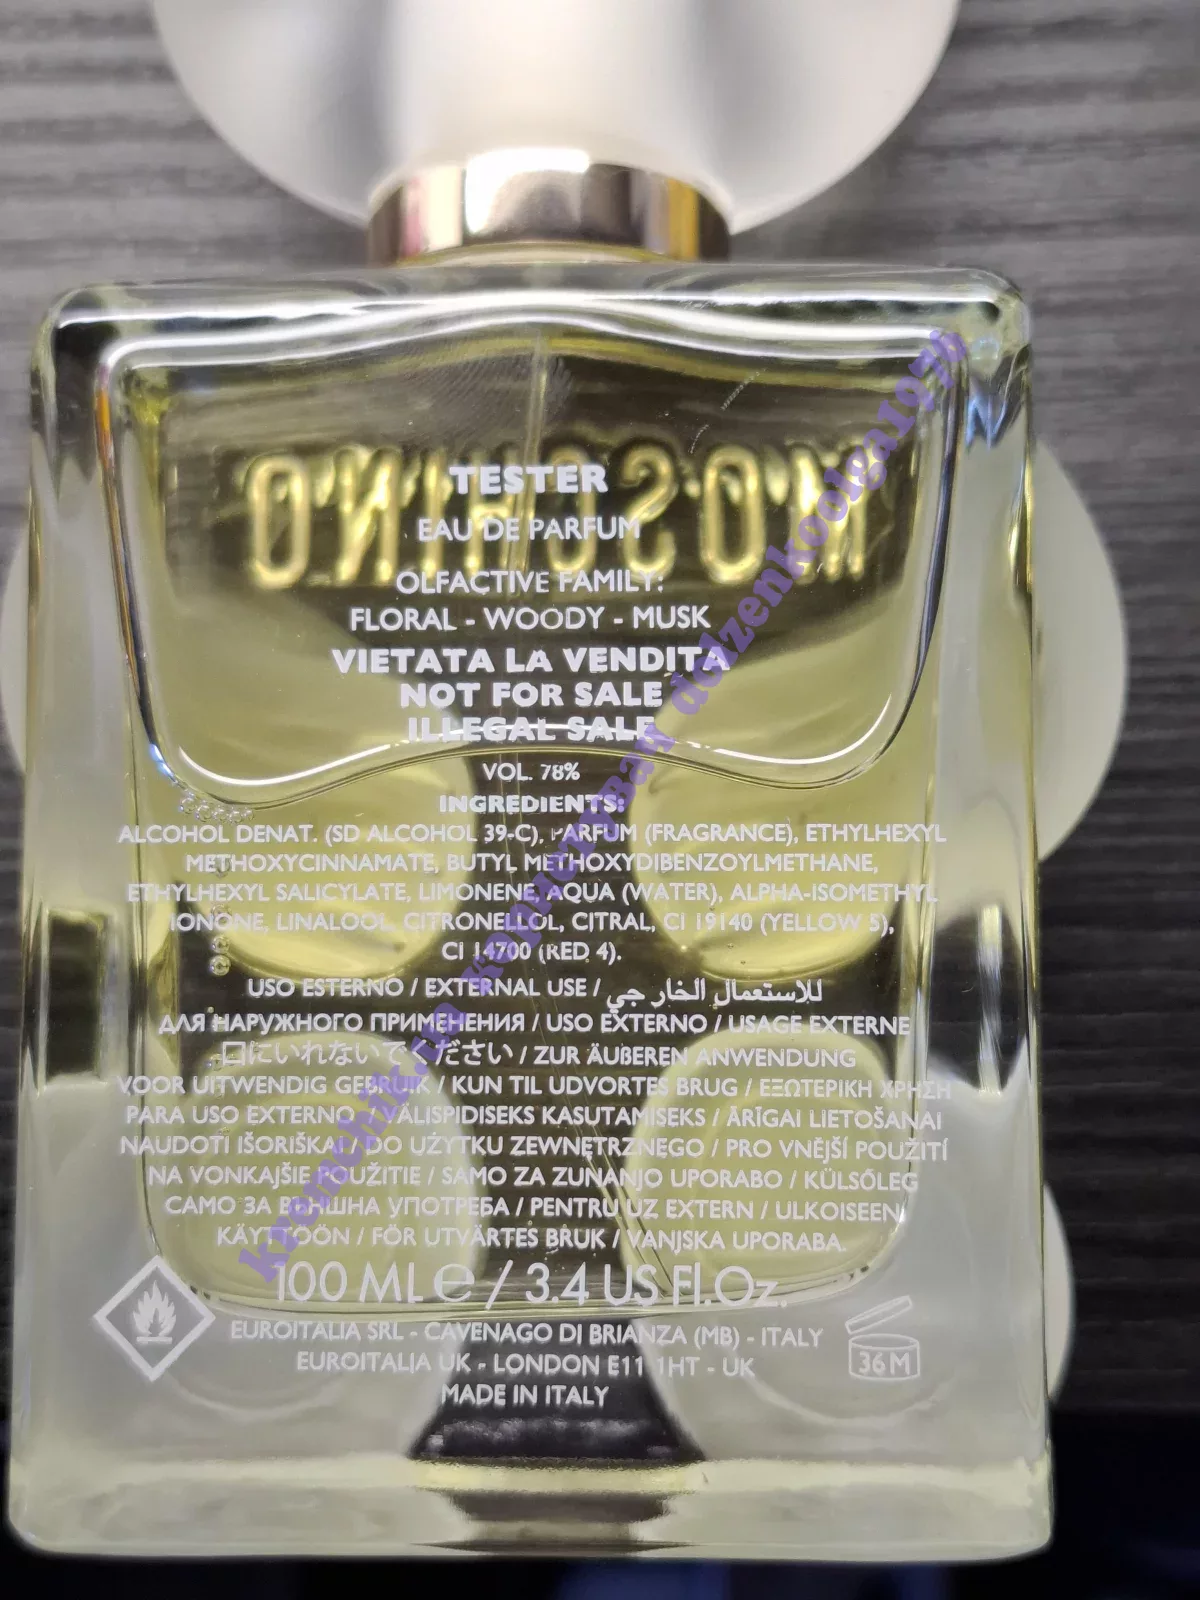 MOSCHINO
TESTER
EAU DE PARFUM
OLFACTIVE FAMILY:
FLORAL - WOODY - MUSK
VIETATA LA VENDITA
NOT FOR SALE
ILLEGAL SALE
VOL. 78%
INGREDIENTS:
ALCOHOL DENAT. (SD ALCOHOL 39-C), PARFUM (FRAGRANCE), ETHYLHEXYL
METHOXYCINNAMATE, BUTYL METHOXYDIBENZOYLMETHANE,
ETHYLHEXYL SALICYLATE, LIMONENE, AQUA (WATER), ALPHA-ISOMETHYL
IONONE, LINALOOL, CITRONELLOL, CITRAL, CI 19140 (YELLOW 5),
CI 14700 (RED 4).
USO ESTERNO / EXTERNAL USE / للاستعمال الخارجي
ДЛЯ НАРУЖНОГО ПРИМЕНЕНИЯ / USO EXTERNO / USAGE EXTERNE
口にいれないでください / ZUR ÄUßEREN ANWENDUNG
VOOR UITWENDIG GEBRUIK / KUN TIL UDVORTES BRUG / ΕΞΩΤΕΡΙΚΗ ΧΡΗΣΗ
PARA USO EXTERNO / VÄLISPIDISEKS KASUTAMISEKS / ĀRĪGAI LIETOŠANAI
NAUDOTI IŠORIŠKAI / DO UŻYTKU ZEWNĘTRZNEGO / PRO VNĚJŠÍ POUŽITÍ
NA VONKAJŠIE POUŽITIE / SAMO ZA ZUNANJO UPORABO / KÜLSŐLEG
САМО ЗА ВЪНШНА УПОТРЕБА / PENTRU UZ EXTERN / ULKOISEEN
KÄYTTÖÖN / FÖR UTVÄRTES BRUK / VANJSKA UPORABA.
100 ML e / 3.4 US Fl.Oz.
EUROITALIA SRL - CAVENAGO DI BRIANZA (MB) - ITALY
EUROITALIA UK - LONDON E11 1HT - UK
MADE IN ITALY
36M
dolzenkoolga1976